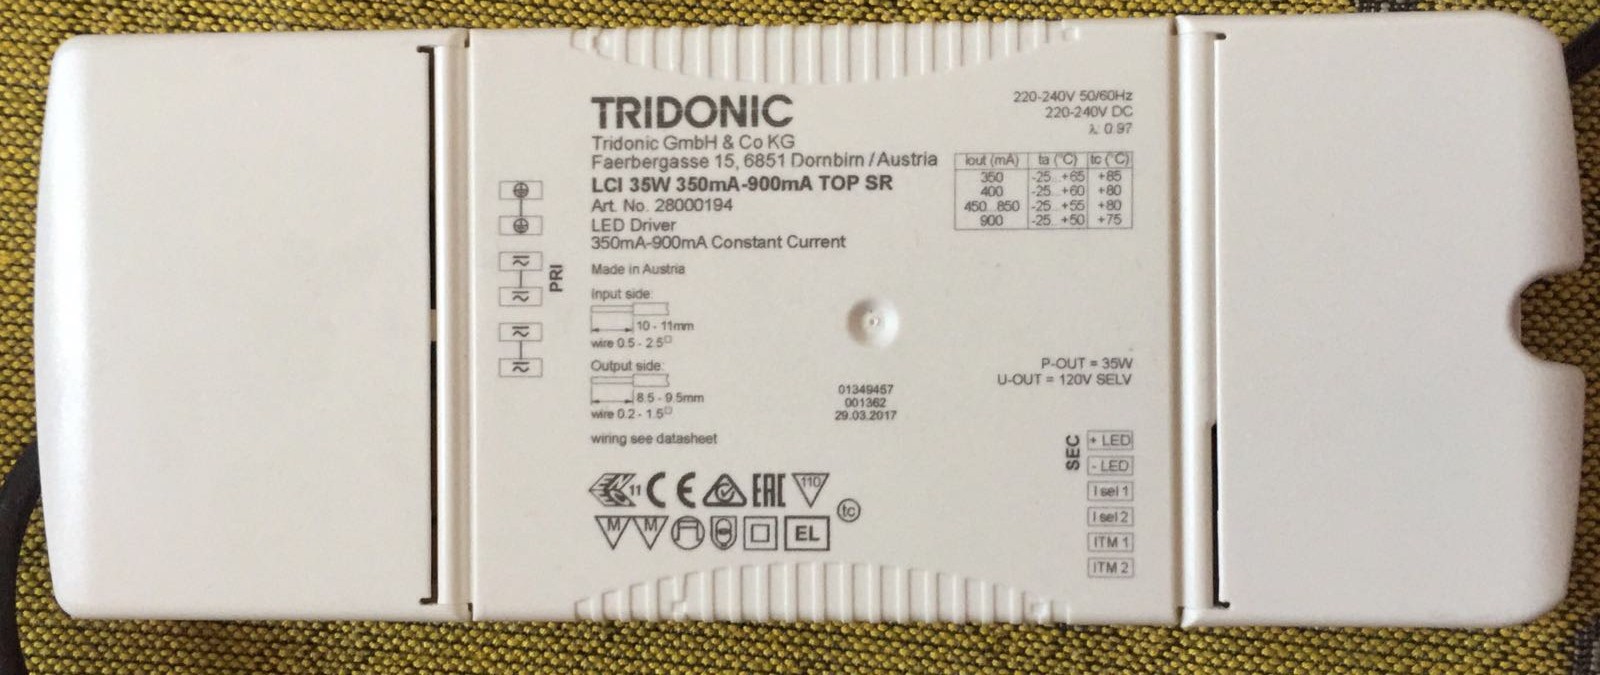 TRIDONIC
Tridonic GmbH & Co KG
Faerbergasse 15, 6851 Dornbirn / Austria
LCI 35W 350mA-900mA TOP SR
Art. No. 28000194
LED Driver
350mA-900mA Constant Current
Made in Austria
PRI
Input side:
10 - 11mm
wire 0.5 - 2.5□
Output side:
8.5 - 9.5mm
wire 0.2 - 1.5□
wiring see datasheet
11 CE EAC 110
M M EL tc
01349457
001362
29.03.2017
220-240V 50/60Hz
220-240V DC
λ: 0.97
Iout (mA) ta (°C) tc (°C)
350 -25...+65 +85
400 -25...+60 +80
450...850 -25...+55 +80
900 -25...+50 +75
P-OUT = 35W
U-OUT = 120V SELV
SEC
+ LED
- LED
I sel 1
I sel 2
ITM 1
ITM 2